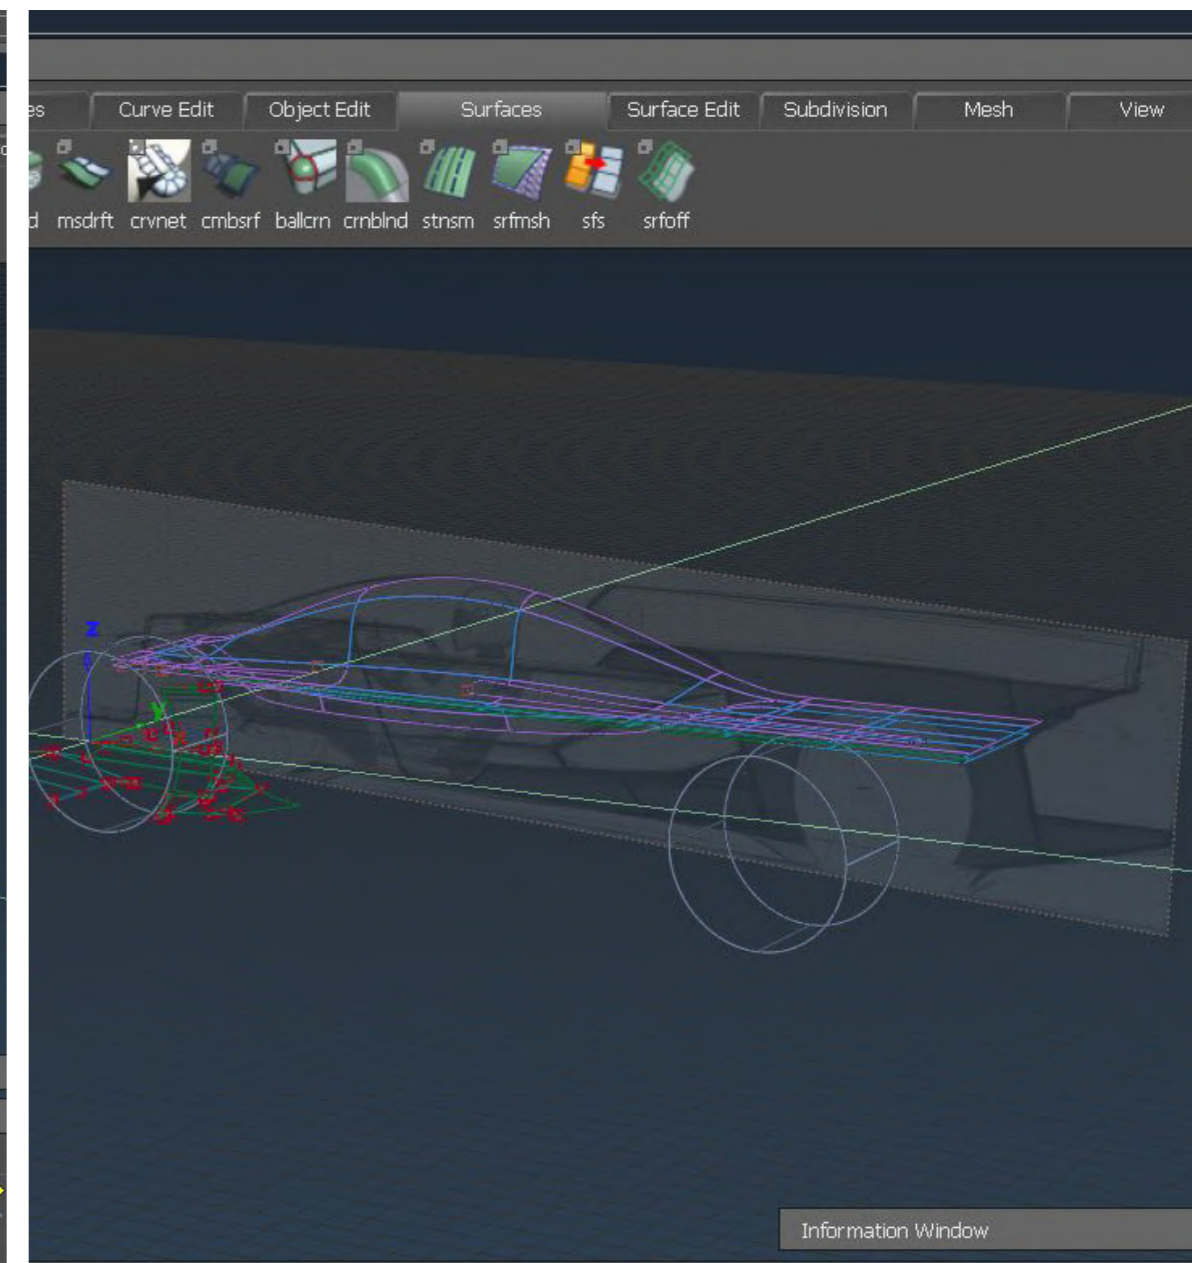 es Curve Edit Object Edit Surfaces Surface Edit Subdivision Mesh View
d msdrft crvnet cmbsrf ballcrn crnblnd stnsm srfmsh sfs srfoff
Z
Y
Information Window